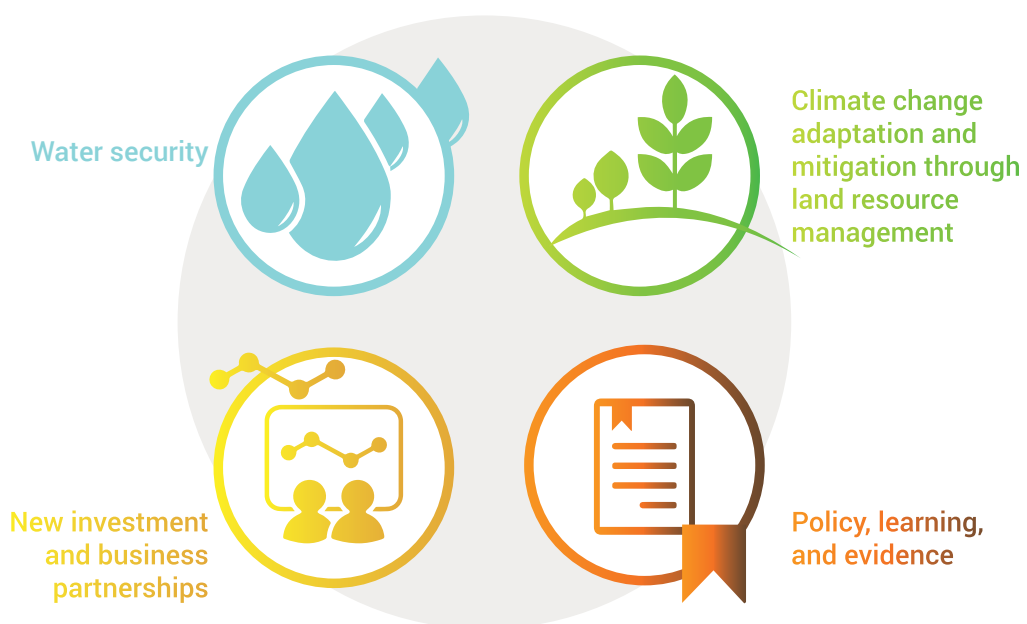 Water security
Climate change
adaptation and
mitigation through
land resource
management
New investment
and business
partnerships
Policy, learning,
and evidence